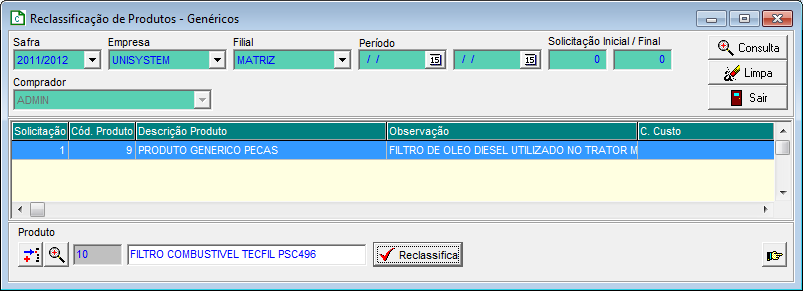 Reclassificação de Produtos - Genéricos
Safra Empresa Filial Período Solicitação Inicial / Final
2011/2012 UNISYSTEM MATRIZ / / 15 / / 15 0 0
Consulta
Limpa
Sair
Comprador
ADMIN
Solicitação Cód. Produto Descrição Produto Observação C. Custo
1 9 PRODUTO GENERICO PECAS FILTRO DE OLEO DIESEL UTILIZADO NO TRATOR M
Produto
10 FILTRO COMBUSTIVEL TECFIL PSC496 Reclassifica